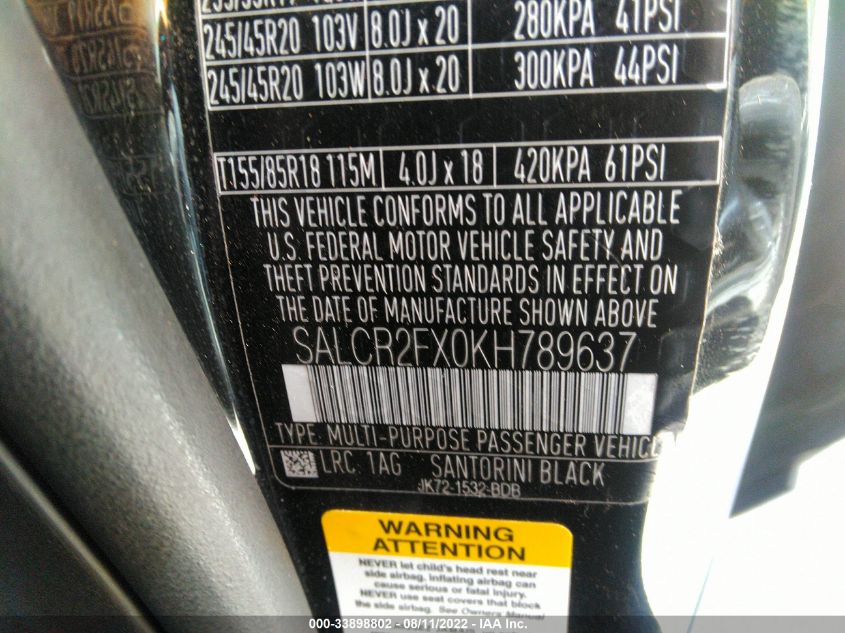 245/45R20 103V 8.0J x 20 280KPA 41PSI
245/45R20 103W 8.0J x 20 300KPA 44PSI
T155/85R18 115M 4.0J x 18 420KPA 61PSI
THIS VEHICLE CONFORMS TO ALL APPLICABLE
U.S. FEDERAL MOTOR VEHICLE SAFETY AND
THEFT PREVENTION STANDARDS IN EFFECT ON
THE DATE OF MANUFACTURE SHOWN ABOVE
SALCR2FX0KH789637
TYPE: MULTI-PURPOSE PASSENGER VEHICL
LRC 1AG SANTORINI BLACK
JK72-1532-BDB
WARNING
ATTENTION
NEVER let child's head rest near
side airbag, inflating airbag can
cause serious or fatal injury.
NEVER use seat covers that block
the side airbag. See Owners Manual
000-33898802 - 08/11/2022 - IAA Inc.